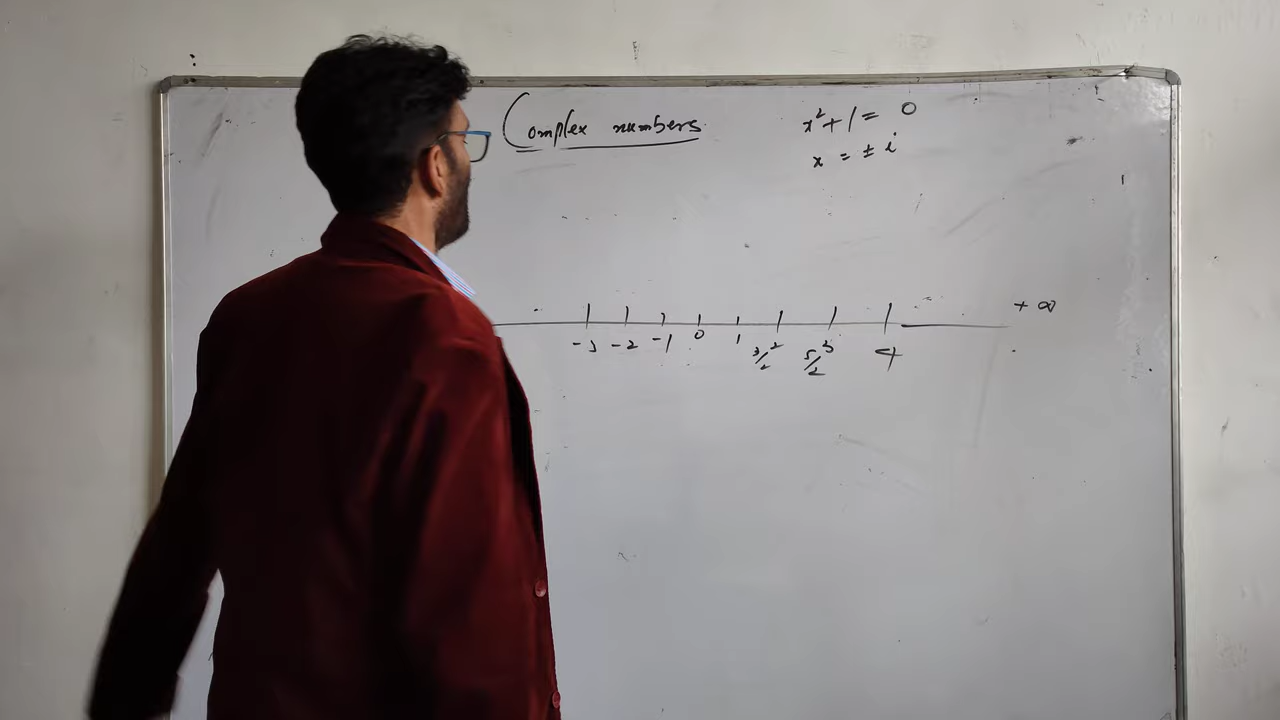 Complex numbers
x² + 1 = 0
x = ± i
+ ∞
-3 -2 -1 0 1 2 3 4
3/2 5/2